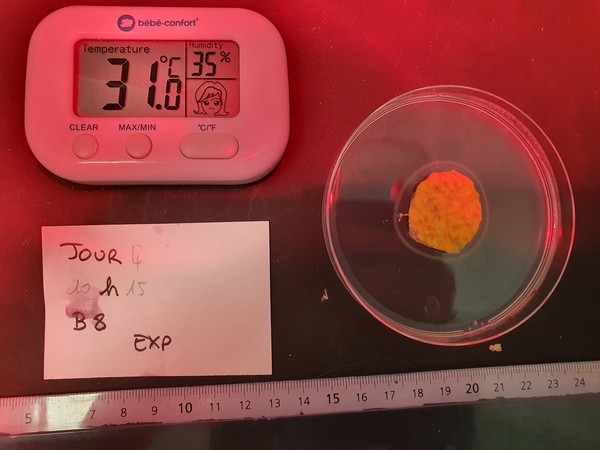 bébé-confort®
Temperature
Humidity
31.0°C
35%
CLEAR
MAX/MIN
°C/°F
JOUR 4
10 h 15
B8
EXP
5 7 8 9 10 11 12 13 14 15 16 17 18 19 20 21 22 23 24